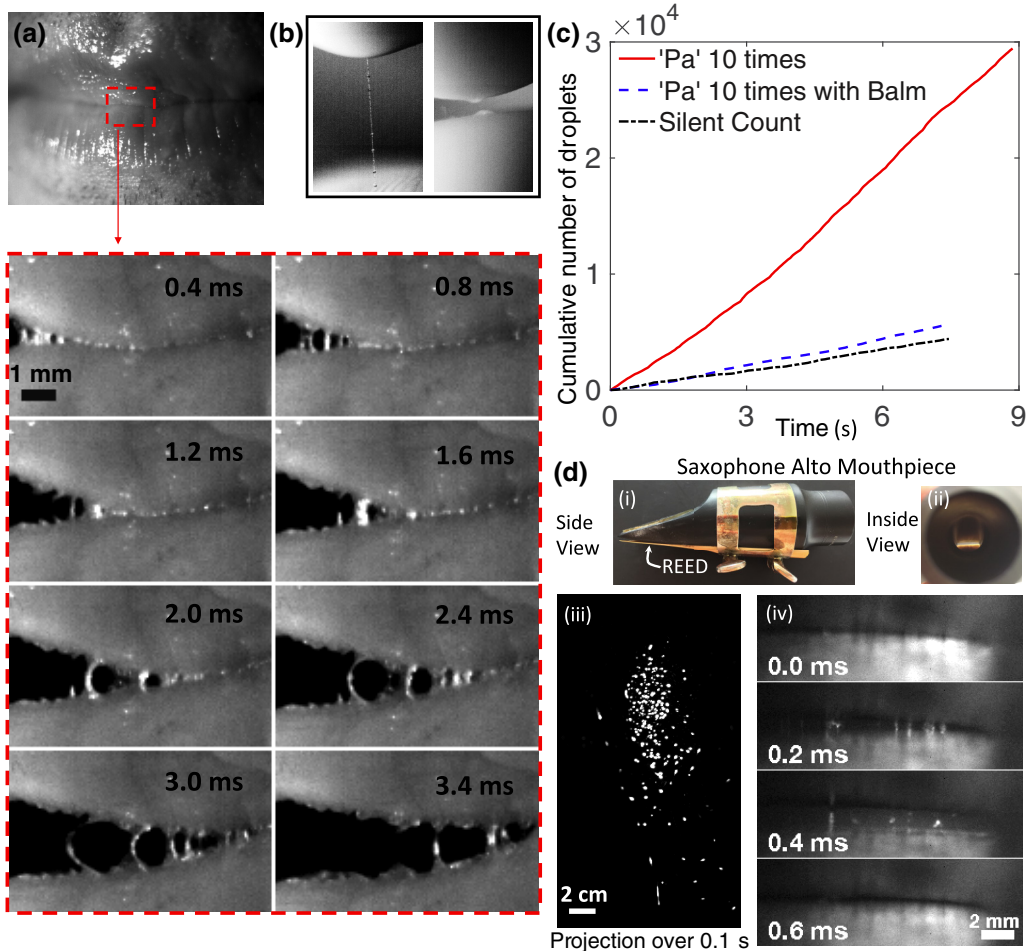 (a)
(b)
(c)
×10⁴
3
2
1
0
Cumulative number of droplets
'Pa' 10 times
'Pa' 10 times with Balm
Silent Count
0
3
6
9
Time (s)
0.4 ms
0.8 ms
1 mm
1.2 ms
1.6 ms
2.0 ms
2.4 ms
3.0 ms
3.4 ms
(d)
Saxophone Alto Mouthpiece
Side
View
(i)
REED
Inside
View
(ii)
(iii)
2 cm
Projection over 0.1 s
(iv)
0.0 ms
0.2 ms
0.4 ms
0.6 ms
2 mm